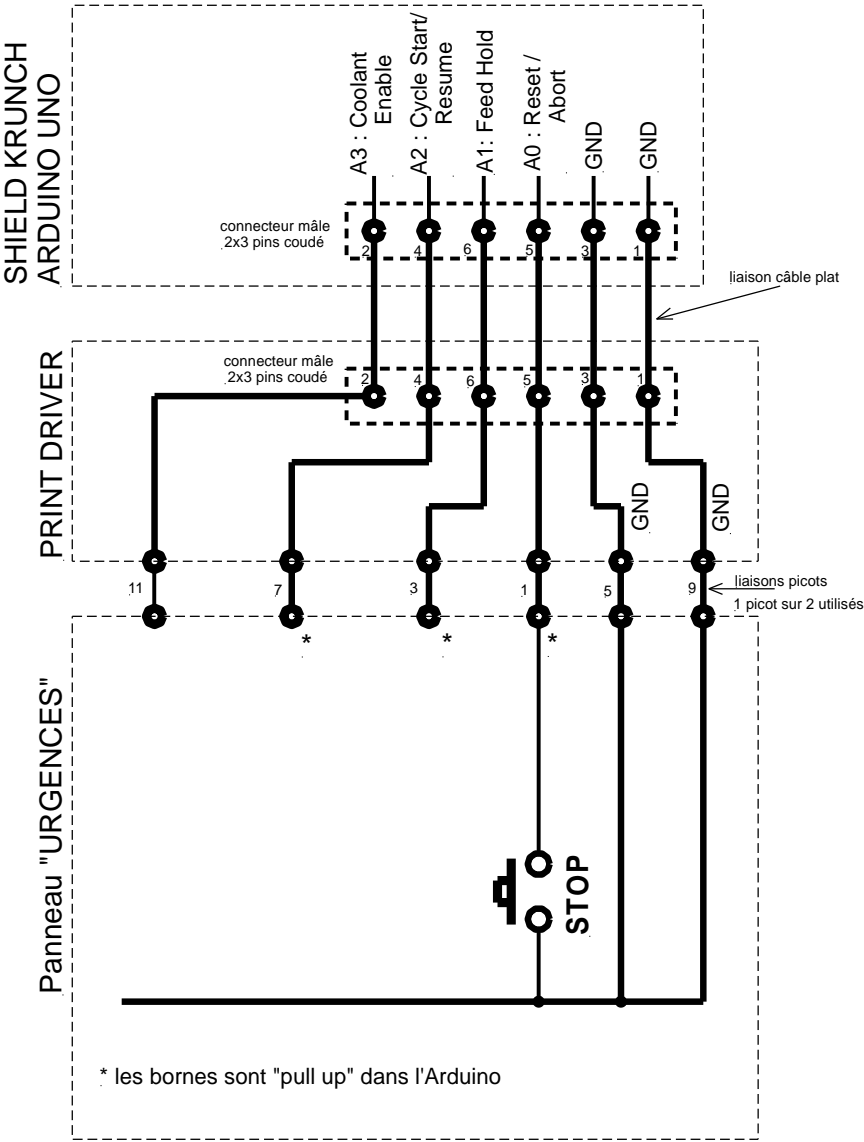 SHIELD KRUNCH
ARDUINO UNO
A3 : Coolant
Enable
A2 : Cycle Start/
Resume
A1: Feed Hold
A0 : Reset /
Abort
GND
GND
connecteur mâle
2x3 pins coudé
2
4
6
5
3
1
liaison câble plat
PRINT DRIVER
connecteur mâle
2x3 pins coudé
2
4
6
5
3
1
GND
GND
11
7
3
1
5
9
liaisons picots
1 picot sur 2 utilisés
*
*
*
Panneau "URGENCES"
STOP
* les bornes sont "pull up" dans l'Arduino